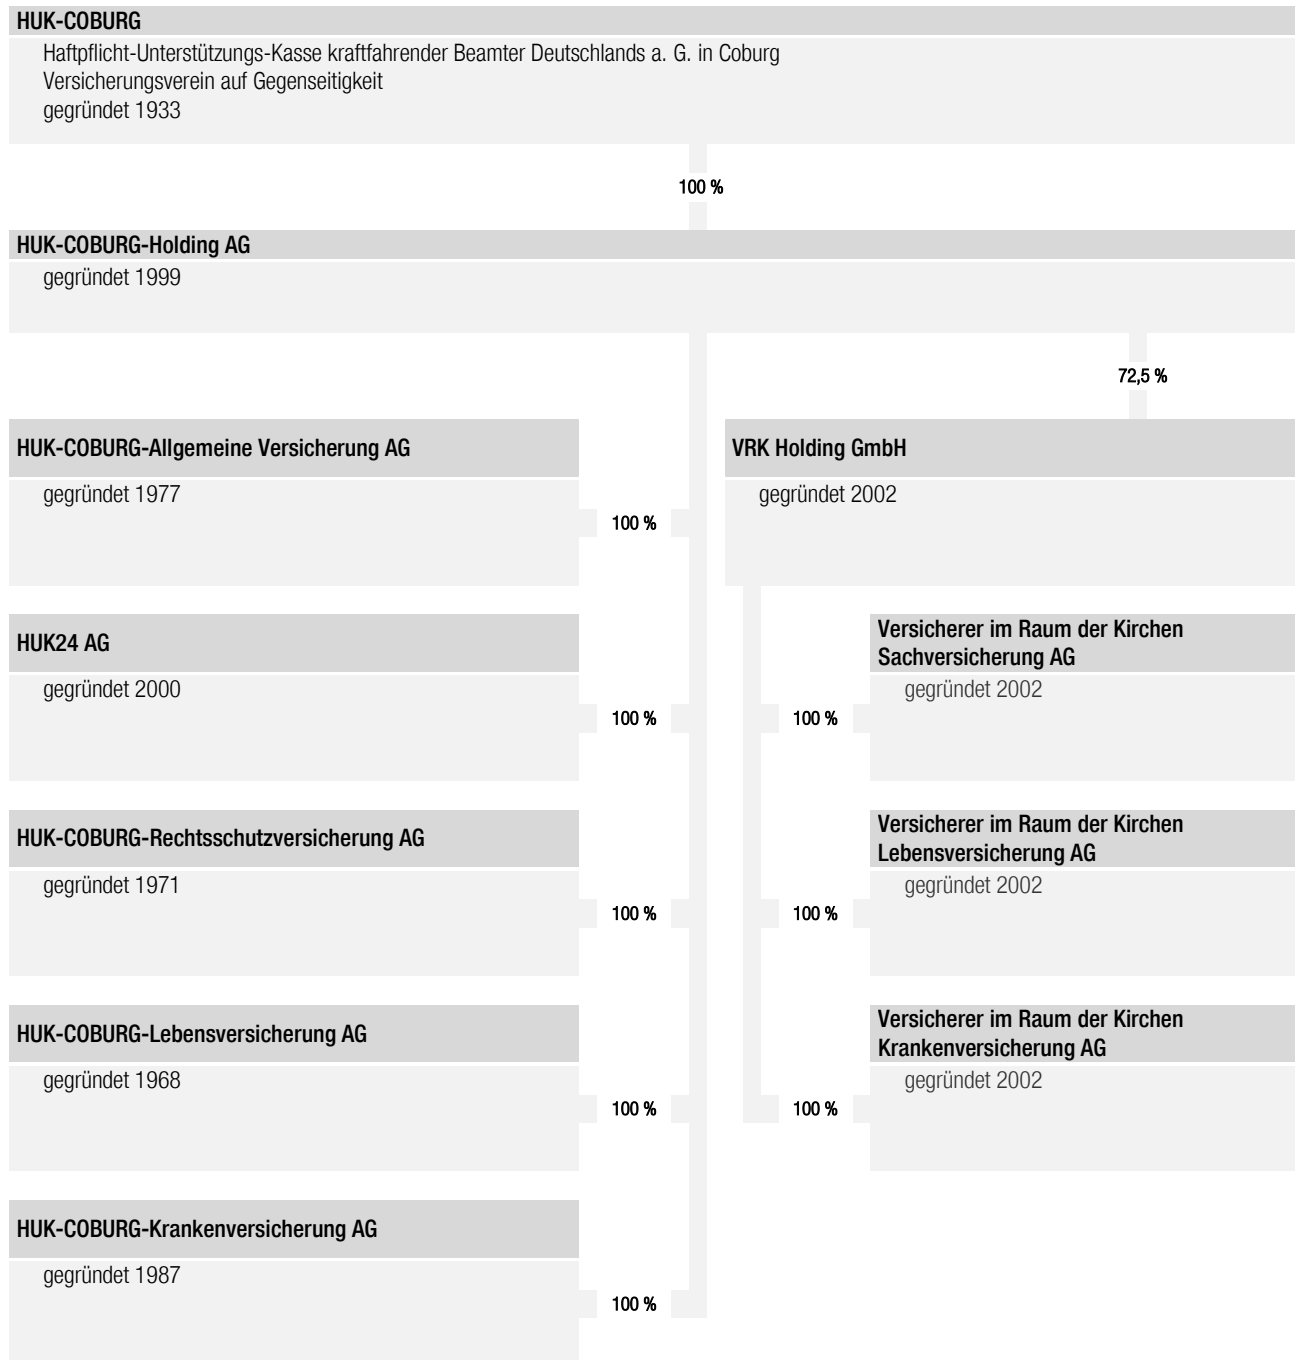 HUK-COBURG
Haftpflicht-Unterstützungs-Kasse kraftfahrender Beamter Deutschlands a. G. in Coburg
Versicherungsverein auf Gegenseitigkeit
gegründet 1933
100 %
HUK-COBURG-Holding AG
gegründet 1999
72,5 %
HUK-COBURG-Allgemeine Versicherung AG
gegründet 1977
100 %
VRK Holding GmbH
gegründet 2002
HUK24 AG
gegründet 2000
100 %
Versicherer im Raum der Kirchen
Sachversicherung AG
gegründet 2002
100 %
HUK-COBURG-Rechtsschutzversicherung AG
gegründet 1971
100 %
Versicherer im Raum der Kirchen
Lebensversicherung AG
gegründet 2002
100 %
HUK-COBURG-Lebensversicherung AG
gegründet 1968
100 %
Versicherer im Raum der Kirchen
Krankenversicherung AG
gegründet 2002
100 %
HUK-COBURG-Krankenversicherung AG
gegründet 1987
100 %